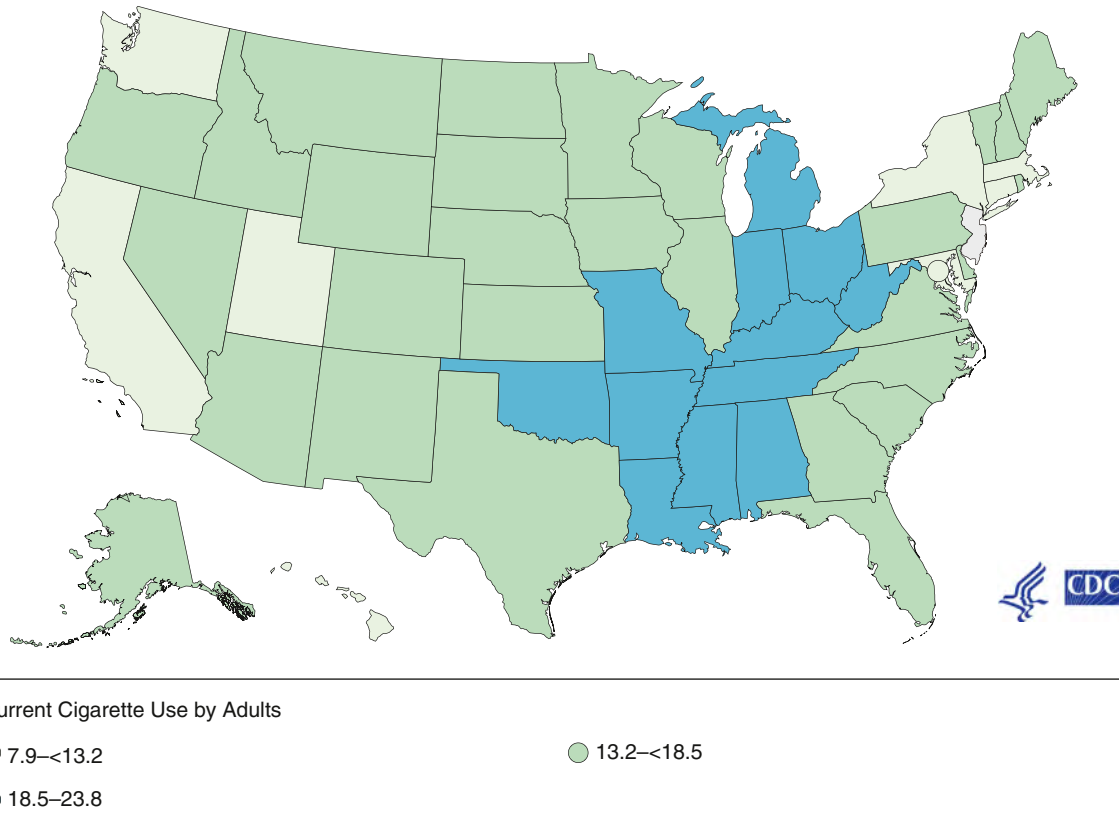 CDC
urrent Cigarette Use by Adults
7.9–<13.2
13.2–<18.5
18.5–23.8